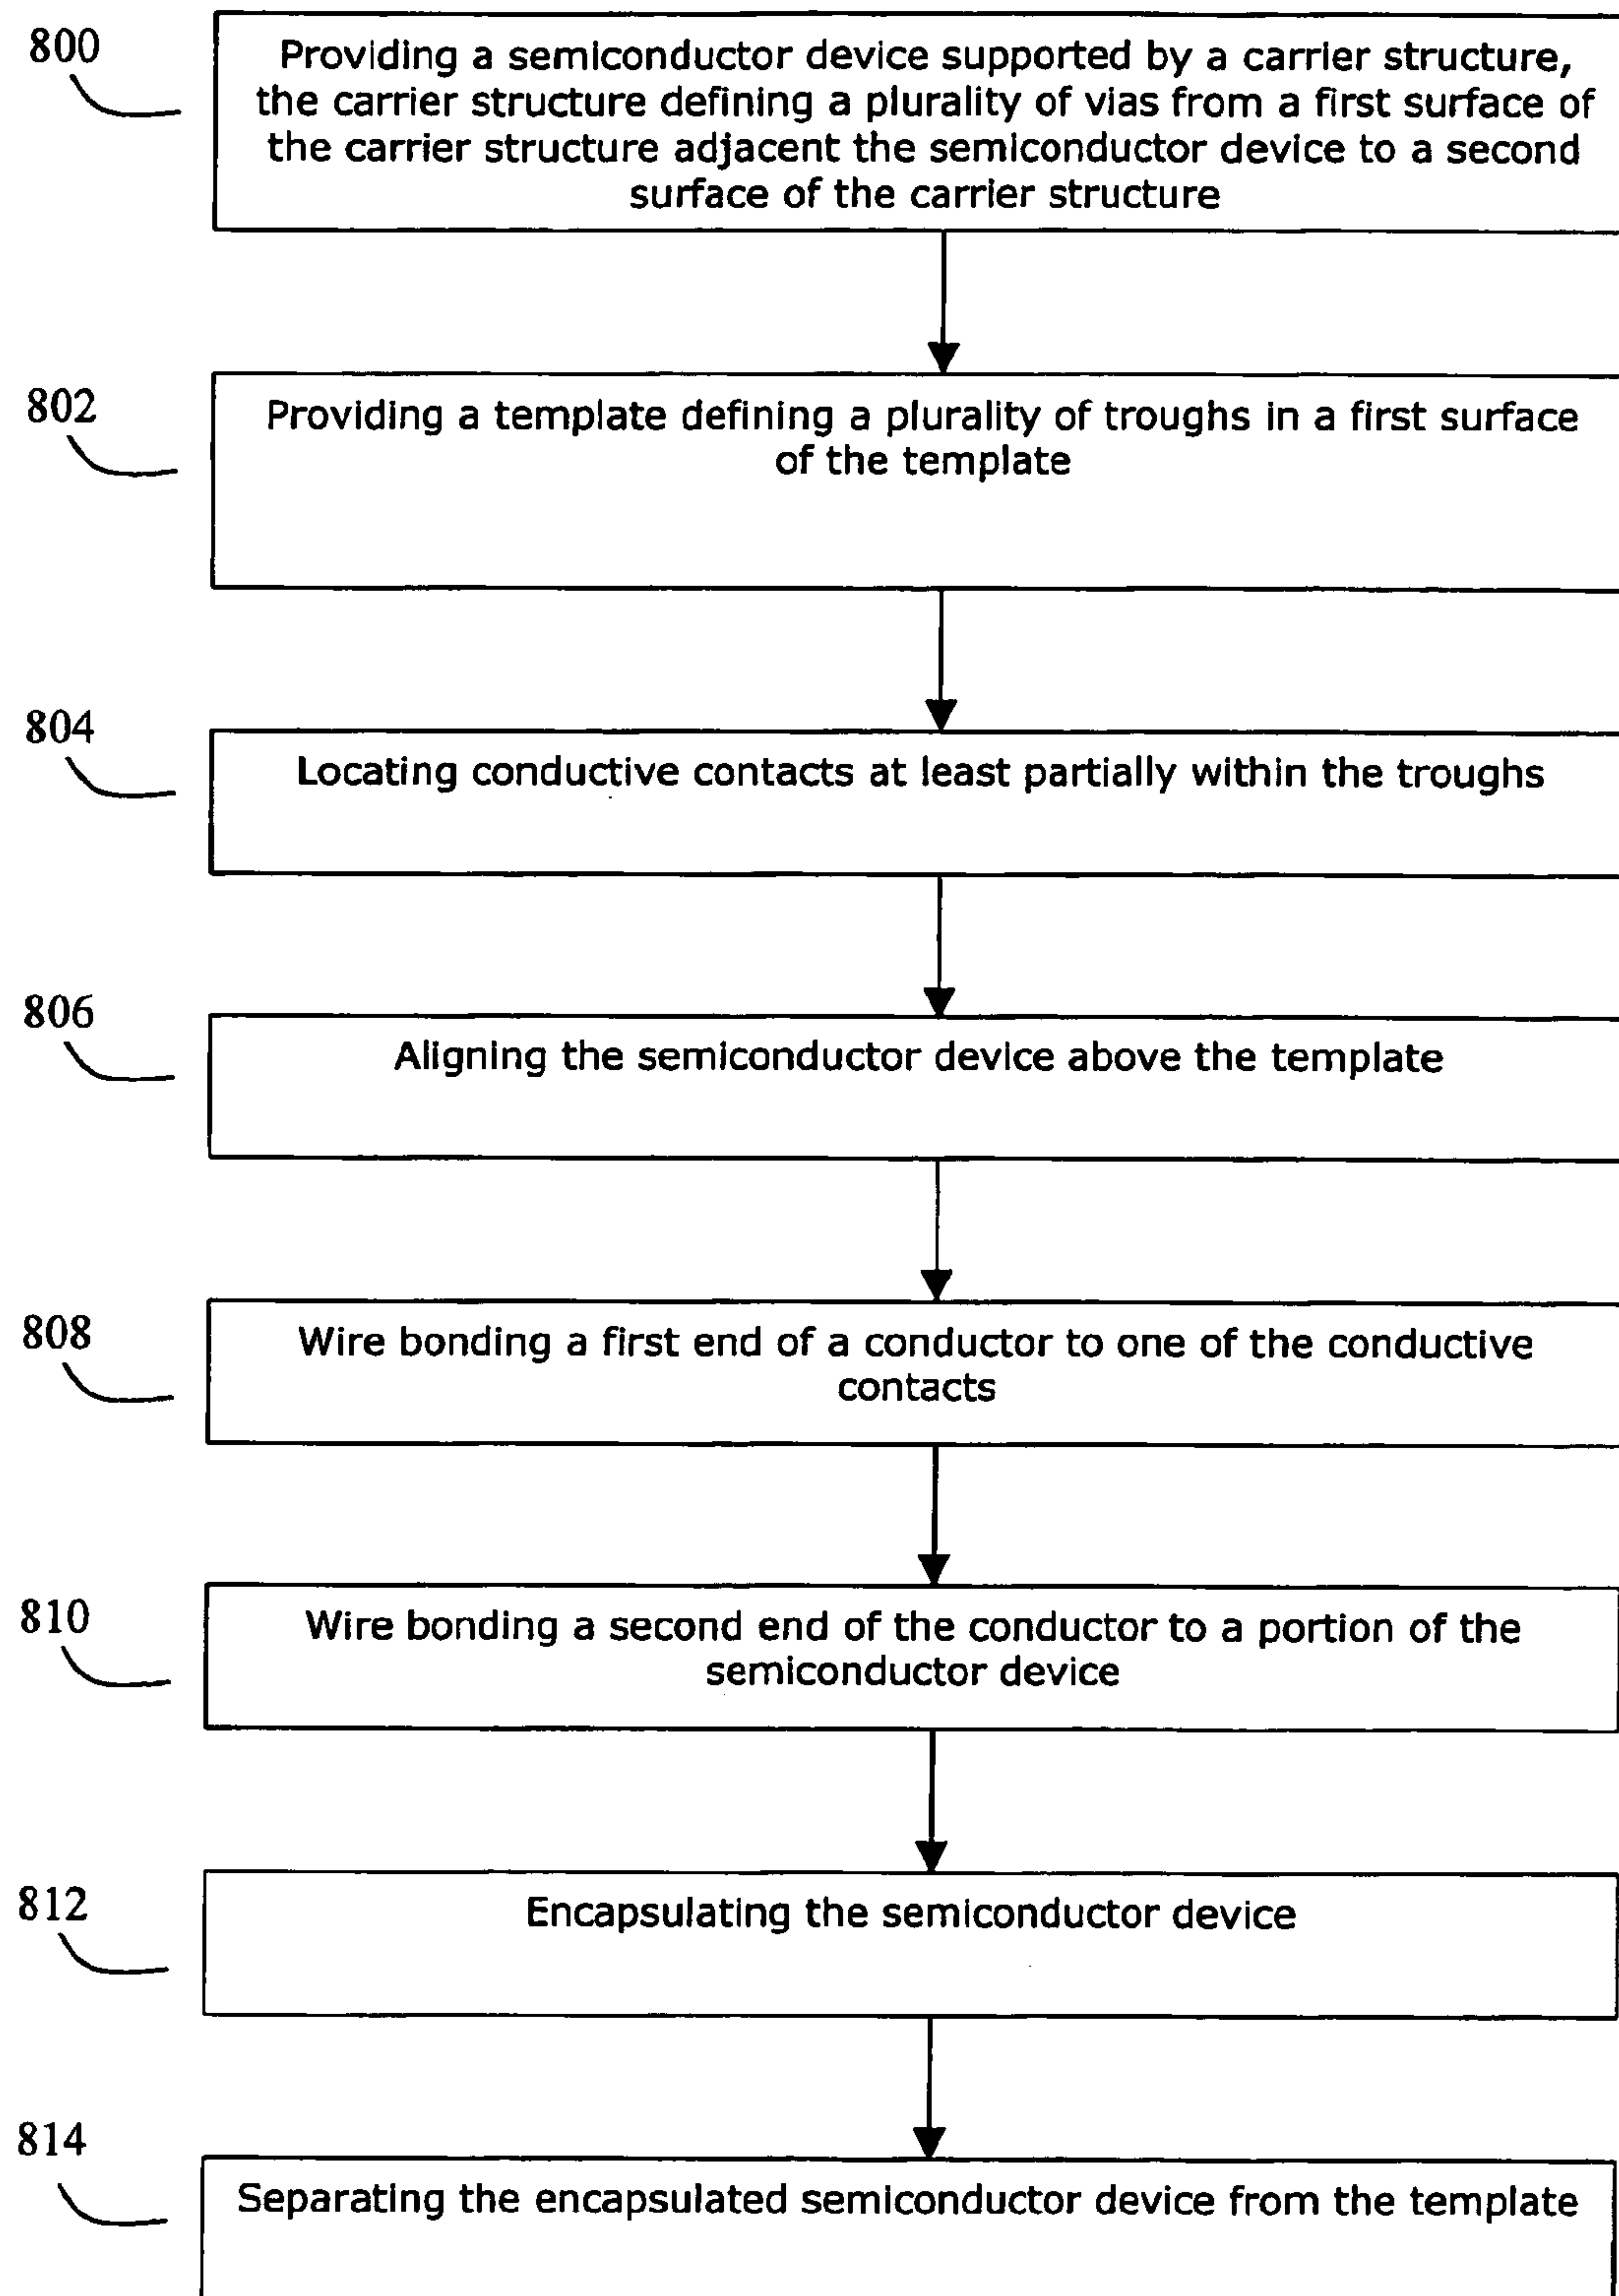 800
Providing a semiconductor device supported by a carrier structure,
the carrier structure defining a plurality of vias from a first surface of
the carrier structure adjacent the semiconductor device to a second
surface of the carrier structure
802
Providing a template defining a plurality of troughs in a first surface
of the template
804
Locating conductive contacts at least partially within the troughs
806
Aligning the semiconductor device above the template
808
Wire bonding a first end of a conductor to one of the conductive
contacts
810
Wire bonding a second end of the conductor to a portion of the
semiconductor device
812
Encapsulating the semiconductor device
814
Separating the encapsulated semiconductor device from the template